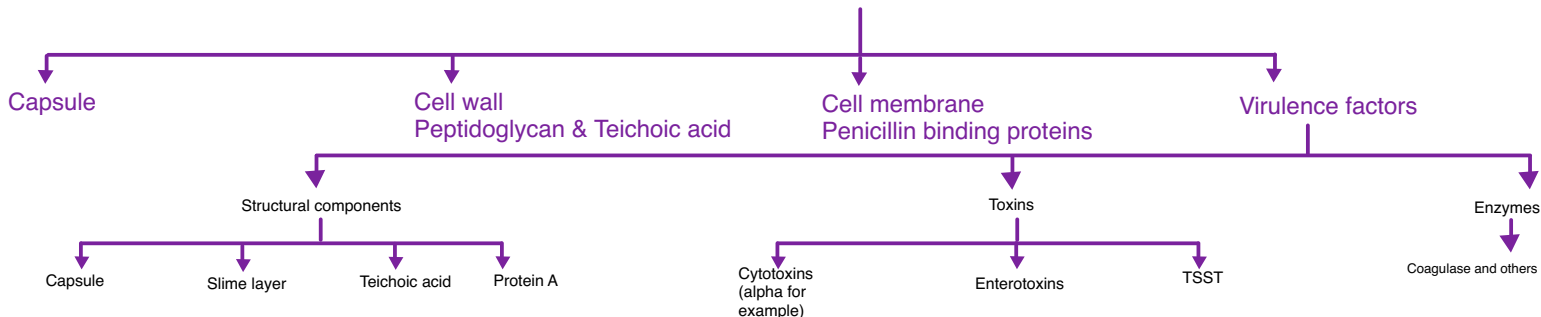 Capsule
Cell wall
Peptidoglycan & Teichoic acid
Cell membrane
Penicillin binding proteins
Virulence factors
Structural components
Toxins
Enzymes
Capsule
Slime layer
Teichoic acid
Protein A
Cytotoxins
(alpha for
example)
Enterotoxins
TSST
Coagulase and others